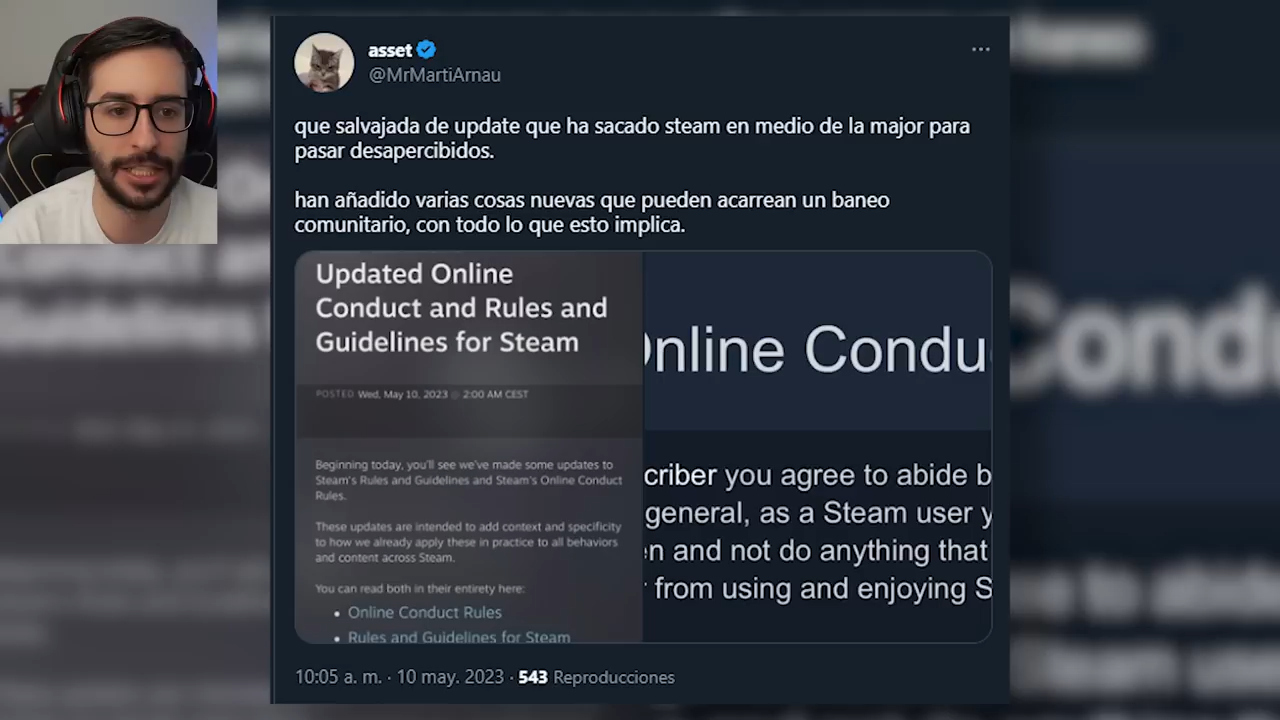 asset
@MrMartiArnau
que salvajada de update que ha sacado steam en medio de la major para
pasar desapercibidos.
han añadido varias cosas nuevas que pueden acarrean un baneo
comunitario, con todo lo que esto implica.
Updated Online
Conduct and Rules and
Guidelines for Steam
POSTED Wed, May 10, 2023 @ 2:00 AM CEST
Beginning today, you'll see we've made some updates to
Steam's Rules and Guidelines and Steam's Online Conduct
Rules.
These updates are intended to add context and specificity
to how we already apply these in practice to all behaviors
and content across Steam.
You can read both in their entirety here:
• Online Conduct Rules
• Rules and Guidelines for Steam
Online Condu
criber you agree to abide b
general, as a Steam user y
n and not do anything that
from using and enjoying S
10:05 a. m. · 10 may. 2023 · 543 Reproducciones